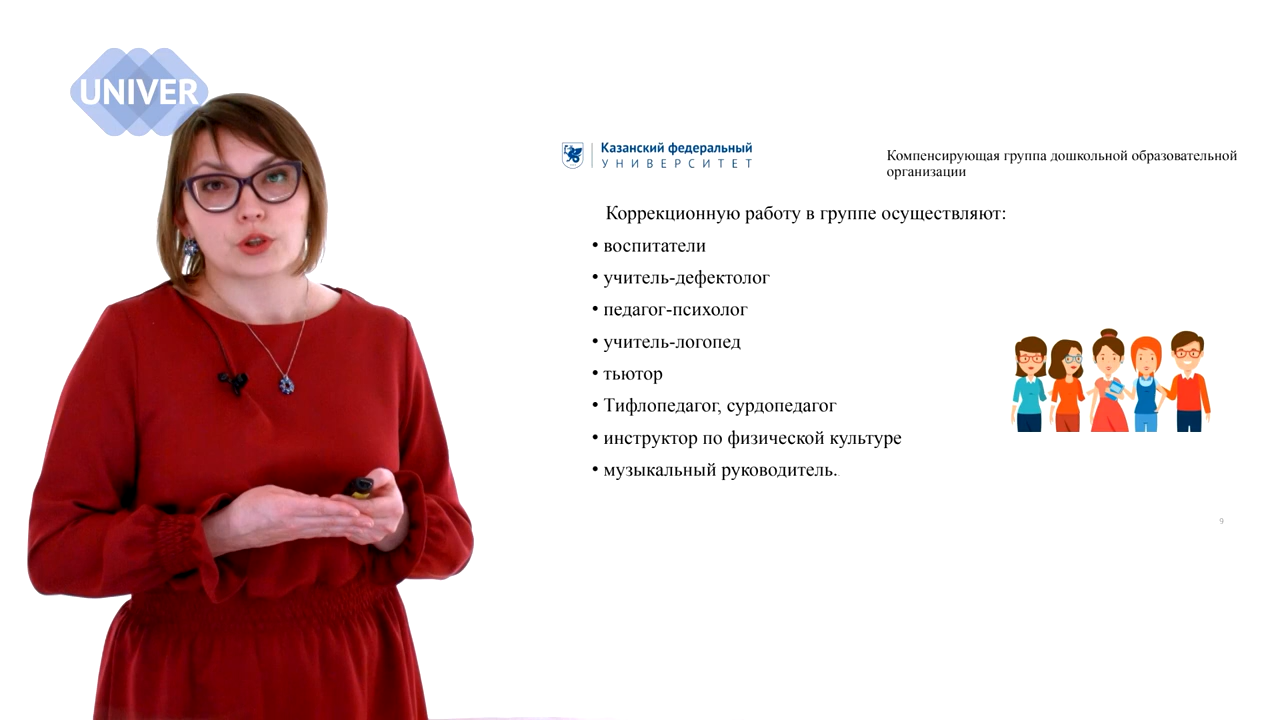 UNIVER
Казанский федеральный
УНИВЕРСИТЕТ
Компенсирующая группа дошкольной образовательной
организации
Коррекционную работу в группе осуществляют:
• воспитатели
• учитель-дефектолог
• педагог-психолог
• учитель-логопед
• тьютор
• Тифлопедагог, сурдопедагог
• инструктор по физической культуре
• музыкальный руководитель.
9